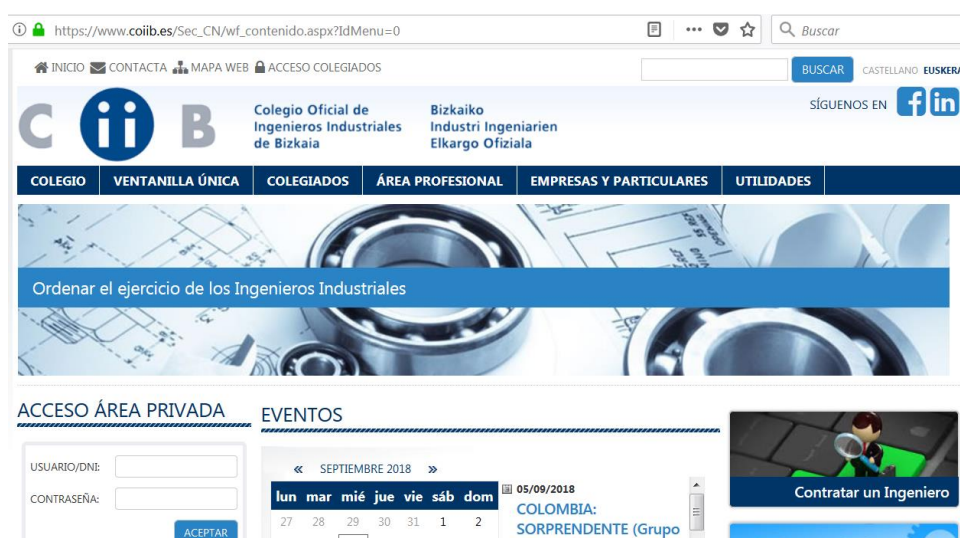 https://www.coiib.es/Sec_CN/wf_contenido.aspx?IdMenu=0
Buscar
INICIO CONTACTA MAPA WEB ACCESO COLEGIADOS
BUSCAR
CASTELLANO EUSKERA
C ii B
Colegio Oficial de
Ingenieros Industriales
de Bizkaia
Bizkaiko
Industri Ingeniarien
Elkargo Ofiziala
SÍGUENOS EN f in
COLEGIO VENTANILLA ÚNICA COLEGIADOS ÁREA PROFESIONAL EMPRESAS Y PARTICULARES UTILIDADES
Ordenar el ejercicio de los Ingenieros Industriales
ACCESO ÁREA PRIVADA
USUARIO/DNI:
CONTRASEÑA:
ACEPTAR
EVENTOS
« SEPTIEMBRE 2018 »
lun mar mié jue vie sáb dom
27 28 29 30 31 1 2
05/09/2018
COLOMBIA:
SORPRENDENTE (Grupo
Contratar un Ingeniero